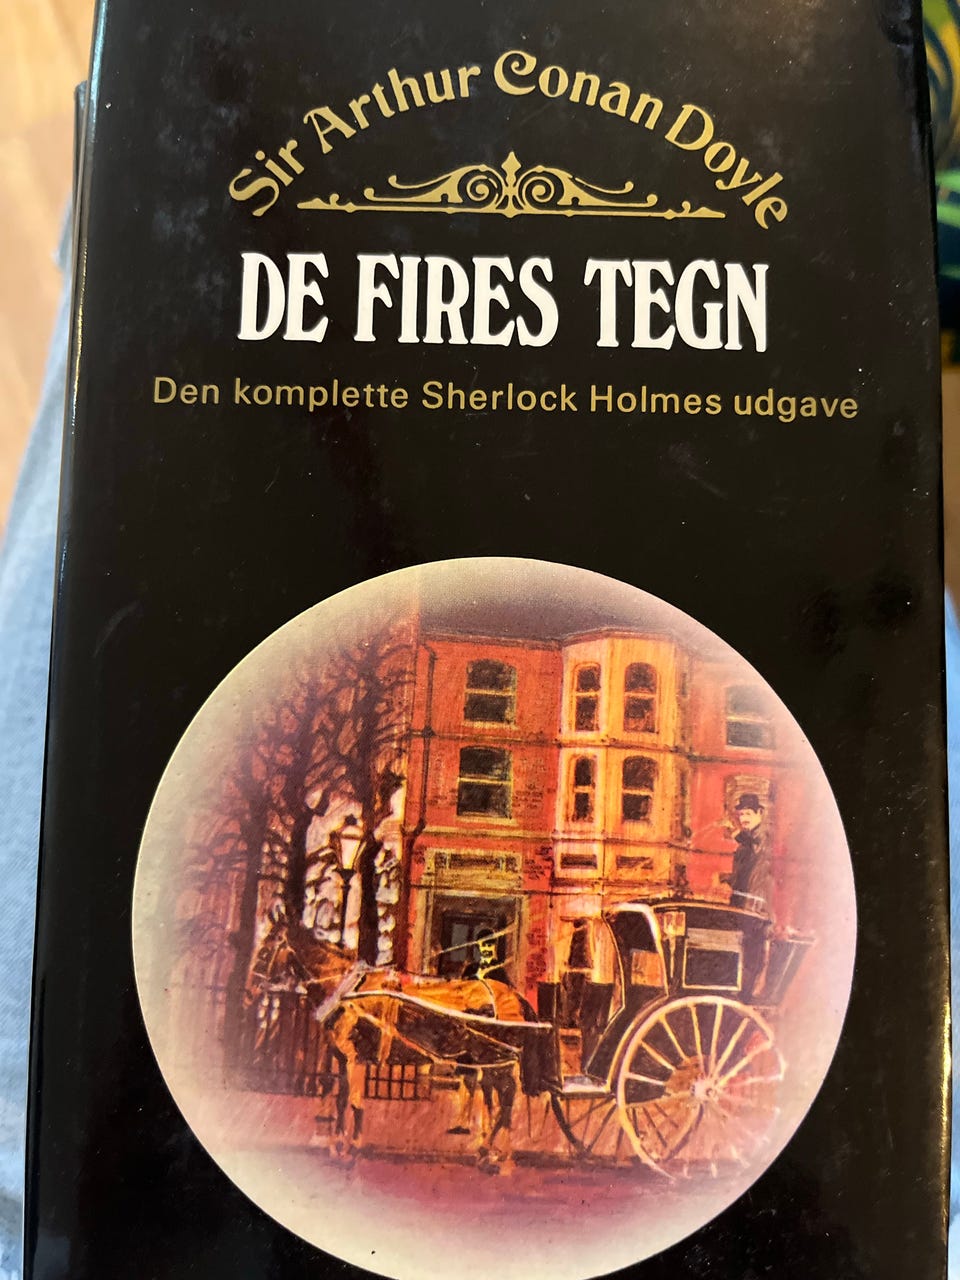 Sir Arthur Conan Doyle
DE FIRES TEGN
Den komplette Sherlock Holmes udgave